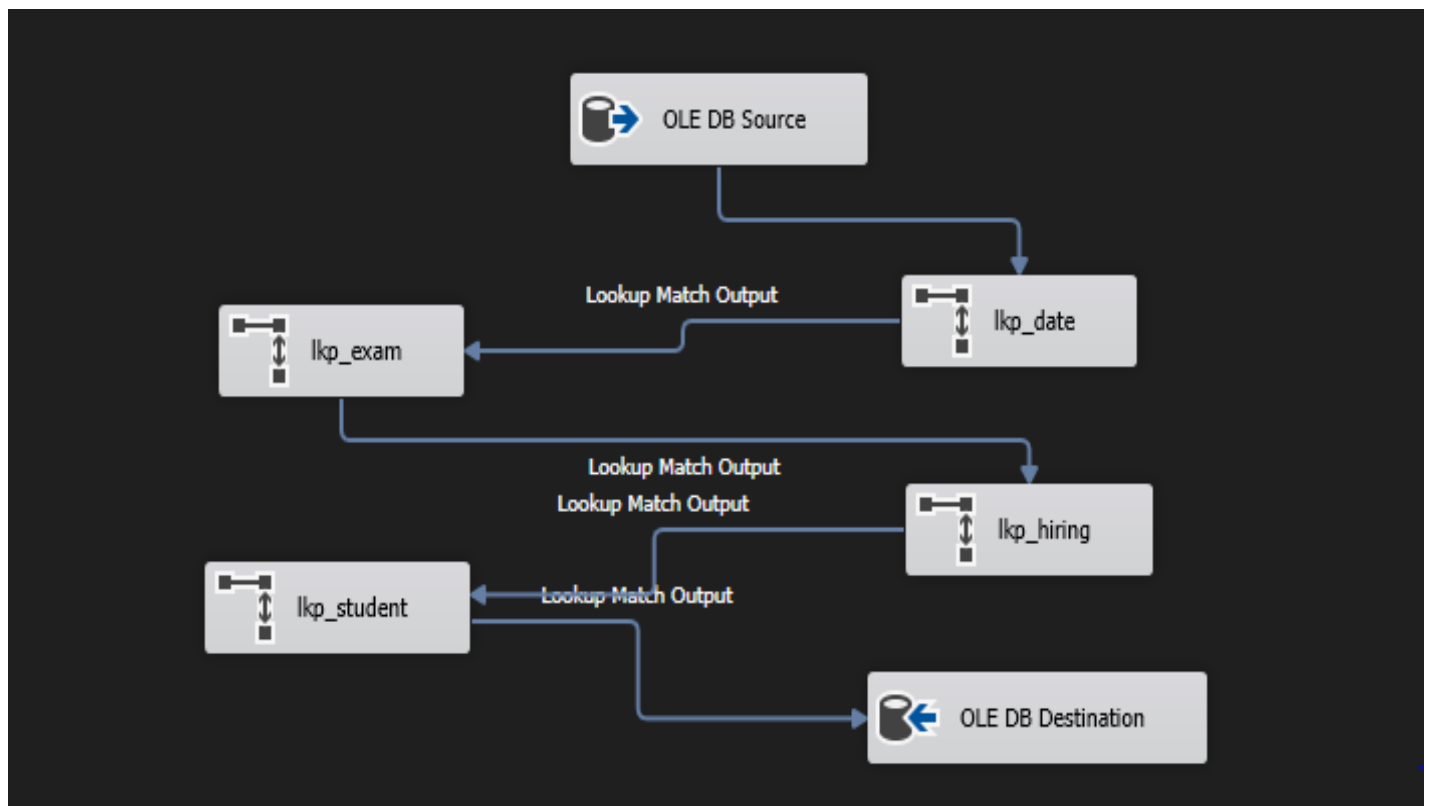 OLE DB Source
Lookup Match Output
lkp_date
lkp_exam
Lookup Match Output
Lookup Match Output
lkp_hiring
Lookup Match Output
lkp_student
OLE DB Destination